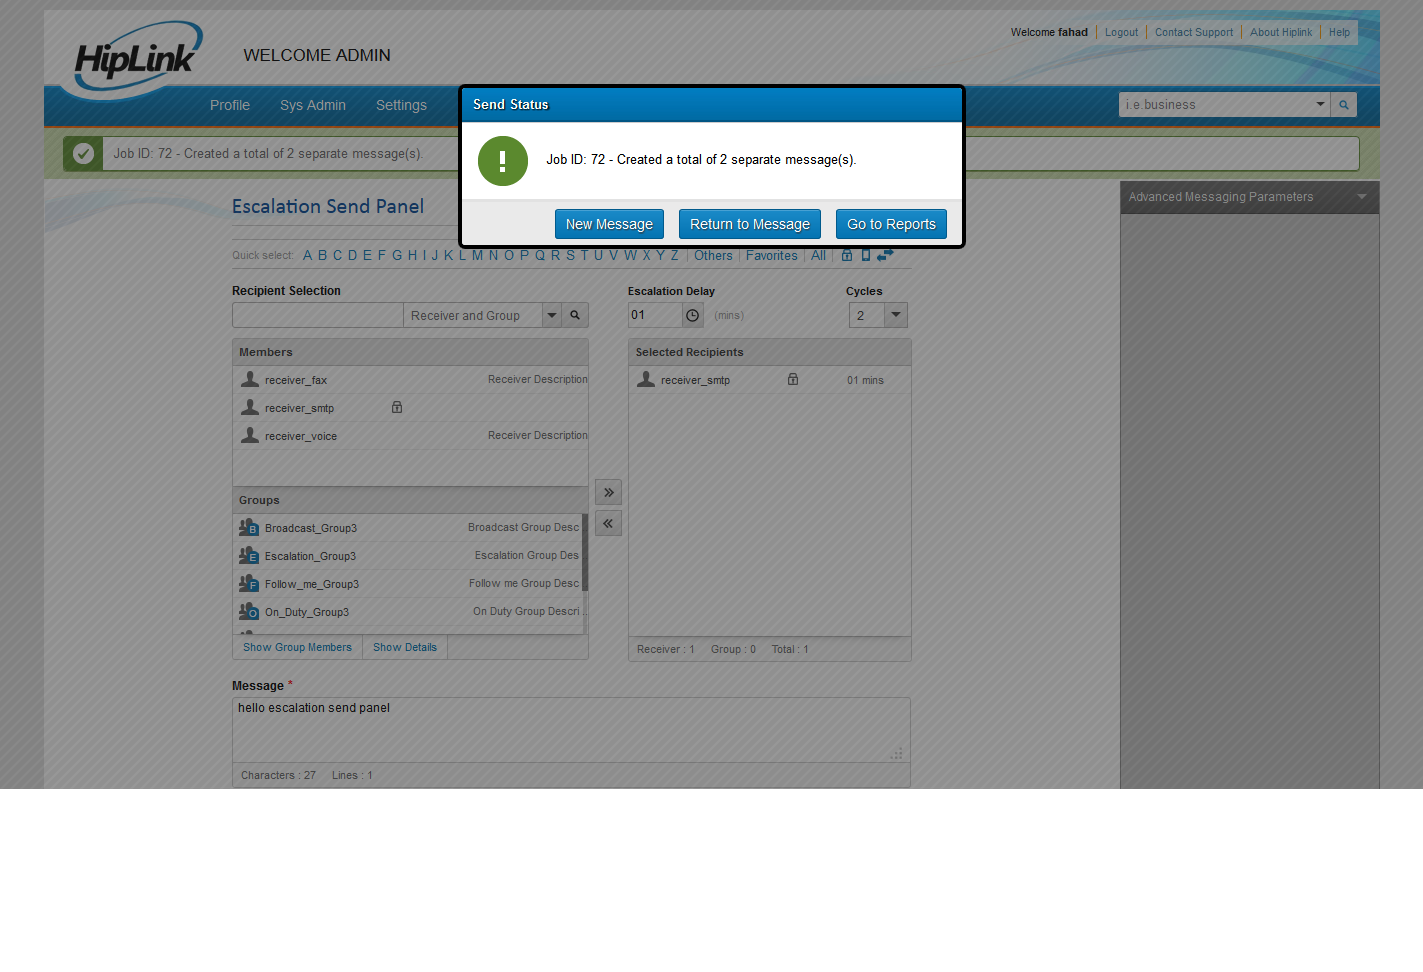 Welcome fahad Logout Contact Support About Hiplink Help
HipLink
WELCOME ADMIN
Profile Sys Admin Settings
i.e.business
Job ID: 72 - Created a total of 2 separate message(s).
Send Status
Job ID: 72 - Created a total of 2 separate message(s).
New Message Return to Message Go to Reports
Advanced Messaging Parameters
Escalation Send Panel
Quick select: A B C D E F G H I J K L M N O P Q R S T U V W X Y Z Others Favorites All
Recipient Selection
Receiver and Group
Escalation Delay
01 (mins)
Cycles
2
Members
receiver_fax Receiver Description
receiver_smtp
receiver_voice Receiver Description
Groups
B Broadcast_Group3 Broadcast Group Desc ...
E Escalation_Group3 Escalation Group Des ...
F Follow_me_Group3 Follow me Group Desc ...
O On_Duty_Group3 On Duty Group Descri ...
Show Group Members Show Details
Selected Recipients
receiver_smtp 01 mins
Receiver : 1 Group : 0 Total : 1
Message *
hello escalation send panel
Characters : 27 Lines : 1